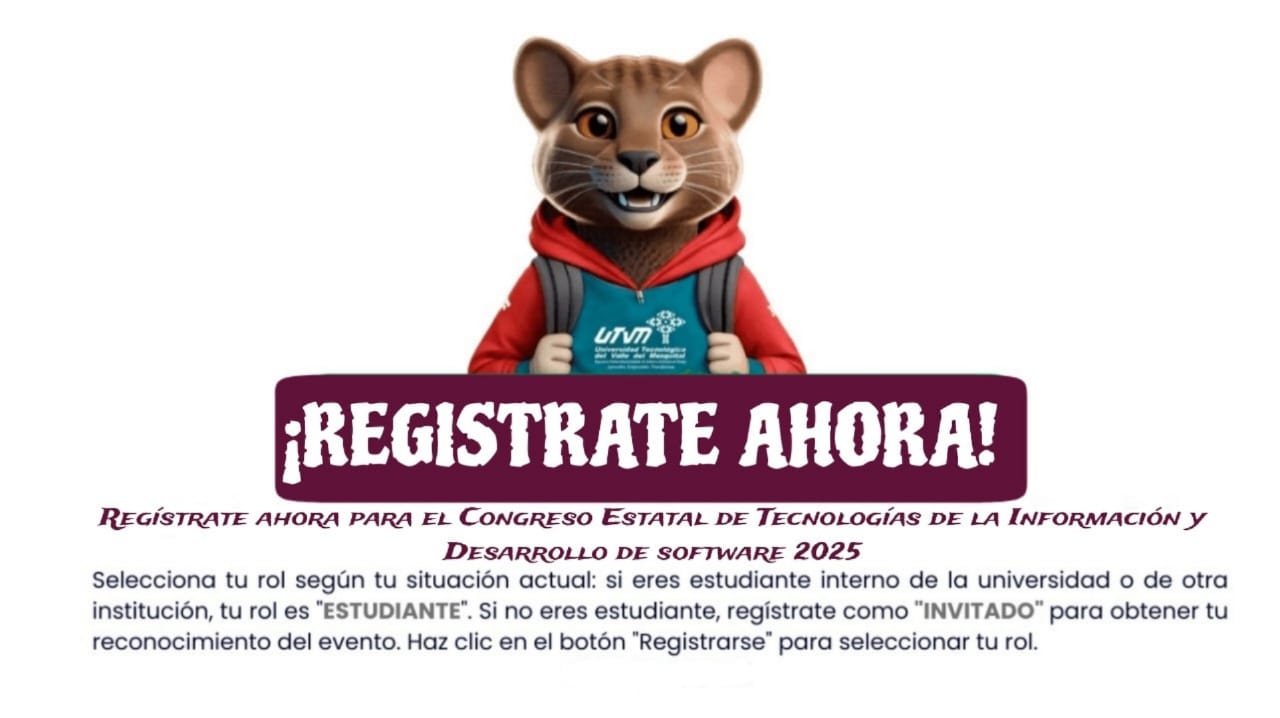 UTVM
Universidad Tecnológica
del Valle del Mezquital
¡REGISTRATE AHORA!
Regístrate ahora para el Congreso Estatal de Tecnologías de la Información y
Desarrollo de software 2025
Selecciona tu rol según tu situación actual: si eres estudiante interno de la universidad o de otra
institución, tu rol es "ESTUDIANTE". Si no eres estudiante, regístrate como "INVITADO" para obtener tu
reconocimiento del evento. Haz clic en el botón "Registrarse" para seleccionar tu rol.